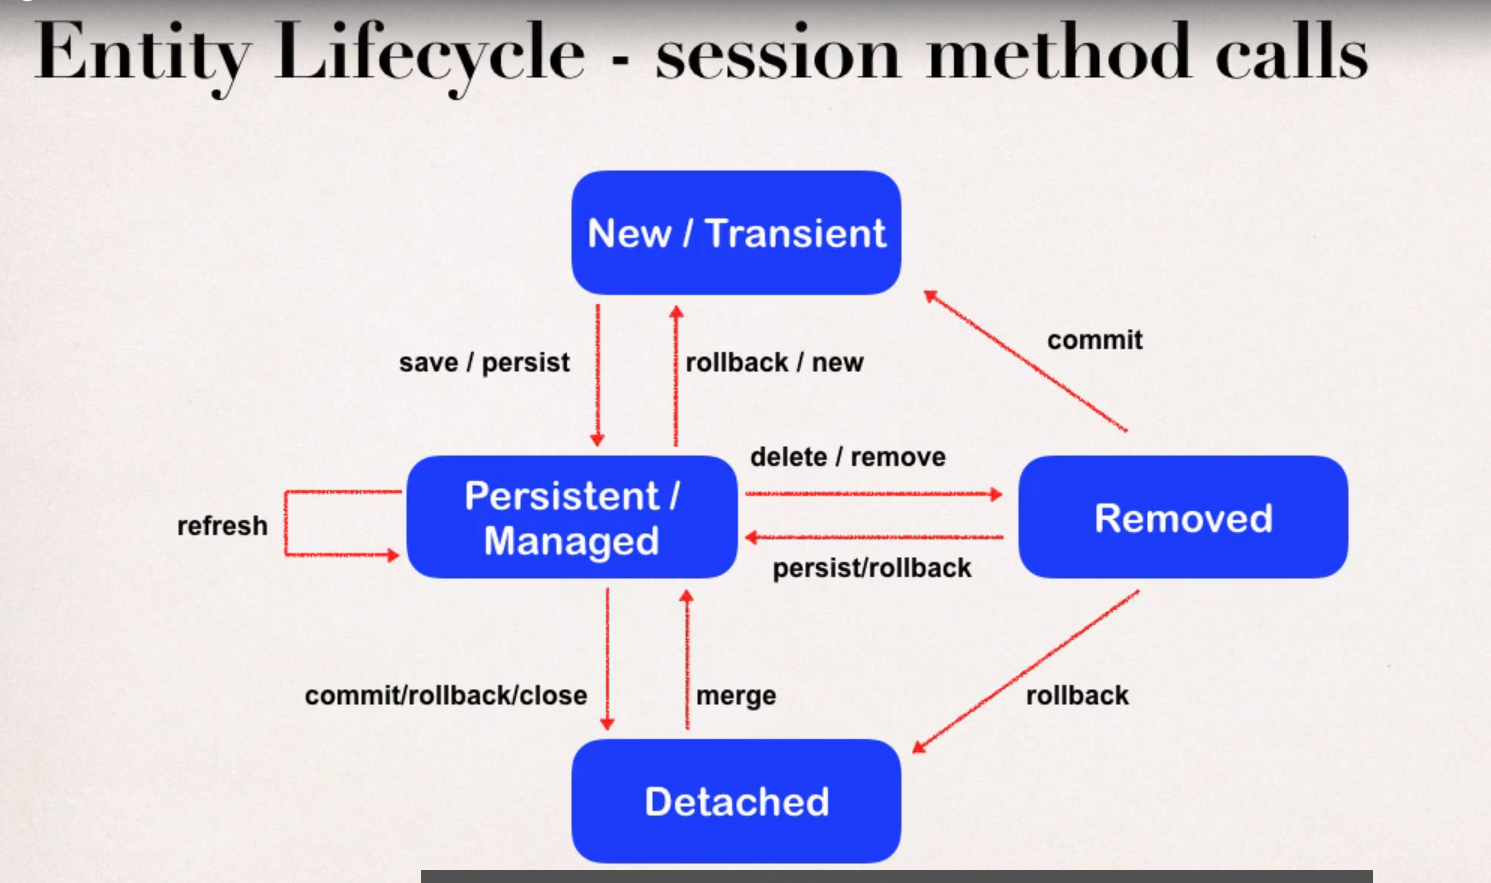 Entity Lifecycle - session method calls
New / Transient
commit
save / persist
rollback / new
delete / remove
Persistent /
Managed
Removed
refresh
persist/rollback
commit/rollback/close
merge
rollback
Detached